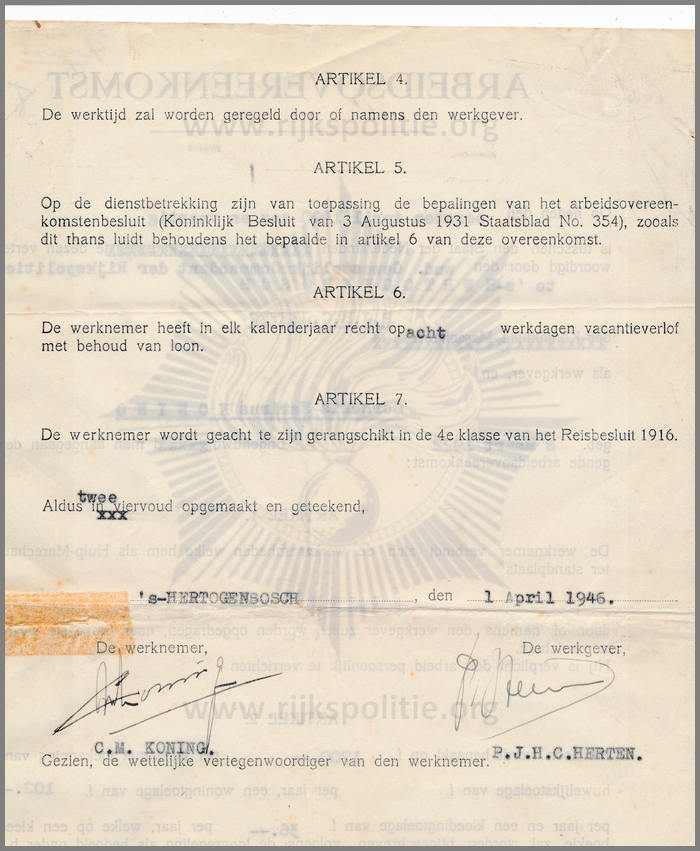 ARTIKEL 4.
De werktijd zal worden geregeld door of namens den werkgever.
www.rijkspolitie.org
ARTIKEL 5.
Op de dienstbetrekking zijn van toepassing de bepalingen van het arbeidsovereen-
komstenbesluit (Koninklijk Besluit van 3 Augustus 1931 Staatsblad No. 354), zooals
dit thans luidt behoudens het bepaalde in artikel 6 van deze overeenkomst.
ARTIKEL 6.
De werknemer heeft in elk kalenderjaar recht op acht werkdagen vacantieverlof
met behoud van loon.
ARTIKEL 7.
De werknemer wordt geacht te zijn gerangschikt in de 4e klasse van het Reisbesluit 1916.
twee
Aldus in viervoud opgemaakt en geteekend,
xxx
's-HERTOGENBOSCH, den 1 April 1946.
De werknemer, De werkgever,
www.rijkspolitie.org
C.M. KONING. P.J.H.C.HERTEN.
Gezien, de wettelijke vertegenwoordiger van den werknemer.